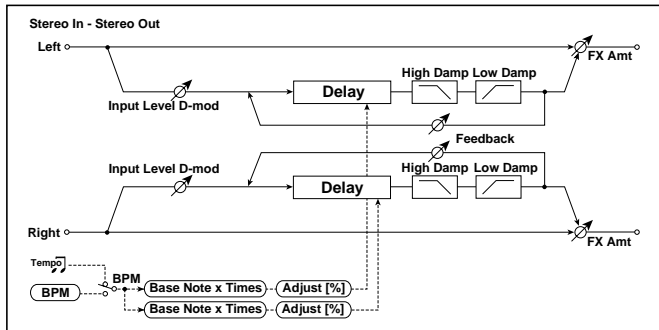 Stereo In - Stereo Out
Left
FX Amt
High Damp Low Damp
Delay
Input Level D-mod
Feedback
Input Level D-mod
High Damp Low Damp
Delay
Right
FX Amt
Tempo
BPM
BPM
Base Note x Times
Adjust [%]
Base Note x Times
Adjust [%]